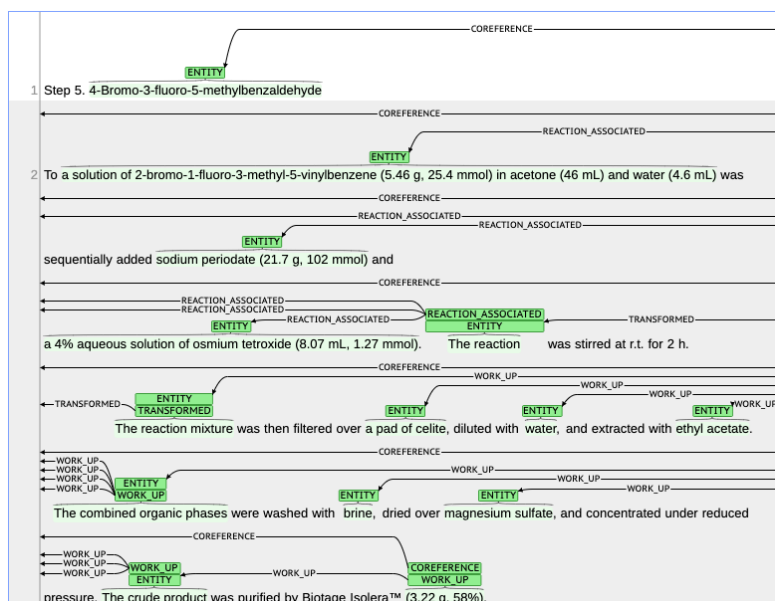 COREFERENCE
ENTITY
1 Step 5. 4-Bromo-3-fluoro-5-methylbenzaldehyde
COREFERENCE
REACTION_ASSOCIATED
ENTITY
2 To a solution of 2-bromo-1-fluoro-3-methyl-5-vinylbenzene (5.46 g, 25.4 mmol) in acetone (46 mL) and water (4.6 mL) was
COREFERENCE
REACTION_ASSOCIATED
REACTION_ASSOCIATED
ENTITY
sequentially added sodium periodate (21.7 g, 102 mmol) and
COREFERENCE
REACTION_ASSOCIATED
REACTION_ASSOCIATED REACTION_ASSOCIATED
ENTITY REACTION_ASSOCIATED ENTITY TRANSFORMED
a 4% aqueous solution of osmium tetroxide (8.07 mL, 1.27 mmol). The reaction was stirred at r.t. for 2 h.
COREFERENCE
WORK_UP
WORK_UP
ENTITY WORK_UP
TRANSFORMED TRANSFORMED ENTITY ENTITY ENTITY WORK_UP
The reaction mixture was then filtered over a pad of celite, diluted with water, and extracted with ethyl acetate.
COREFERENCE
WORK_UP
WORK_UP WORK_UP
WORK_UP ENTITY WORK_UP
WORK_UP WORK_UP ENTITY ENTITY WORK_UP
The combined organic phases were washed with brine, dried over magnesium sulfate, and concentrated under reduced
COREFERENCE
WORK_UP
WORK_UP WORK_UP COREFERENCE
WORK_UP ENTITY WORK_UP WORK_UP
pressure. The crude product was purified by Biotage Isolera™ (3.22 g, 58%).